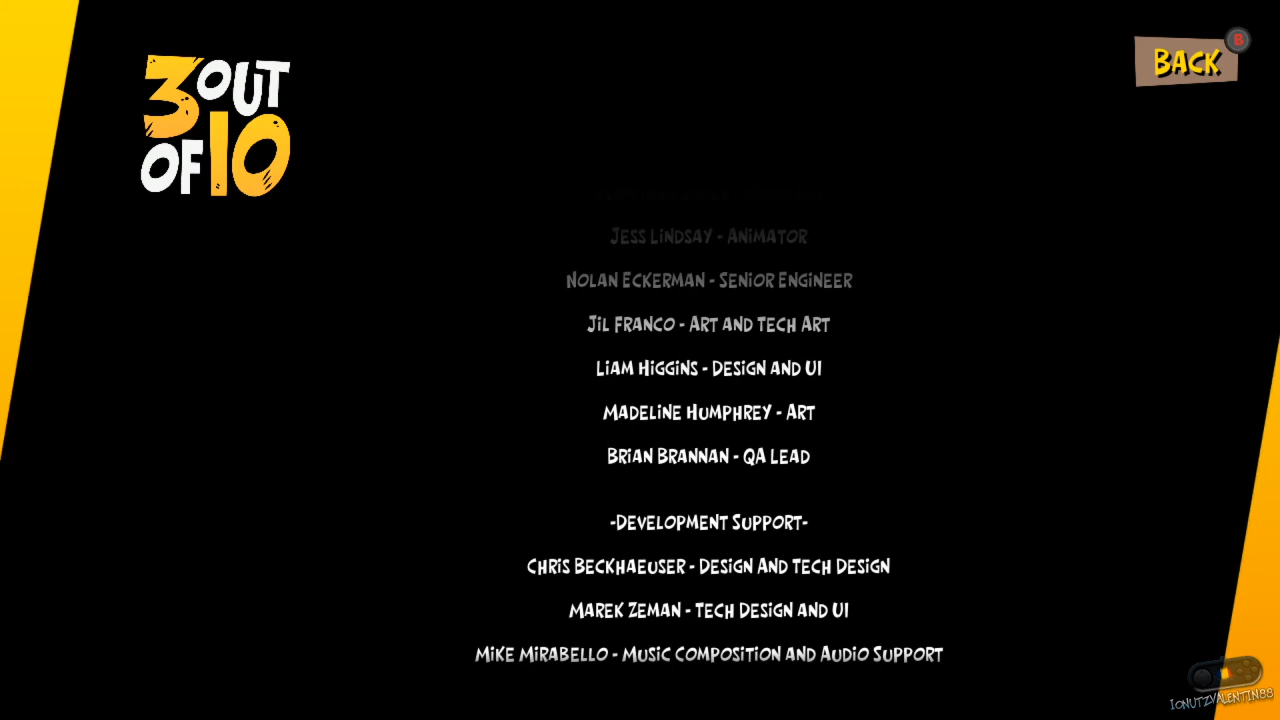 3 OUT
OF 10
BACK
B
Jess Lindsay - Animator
Nolan Eckerman - Senior Engineer
Jil Franco - Art and Tech Art
Liam Higgins - Design and UI
Madeline Humphrey - Art
Brian Brannan - QA Lead
-Development Support-
Chris Beckhaeuser - Design And Tech Design
Marek Zeman - Tech Design and UI
Mike Mirabello - Music Composition and Audio Support
IONUTZVALENTIN88